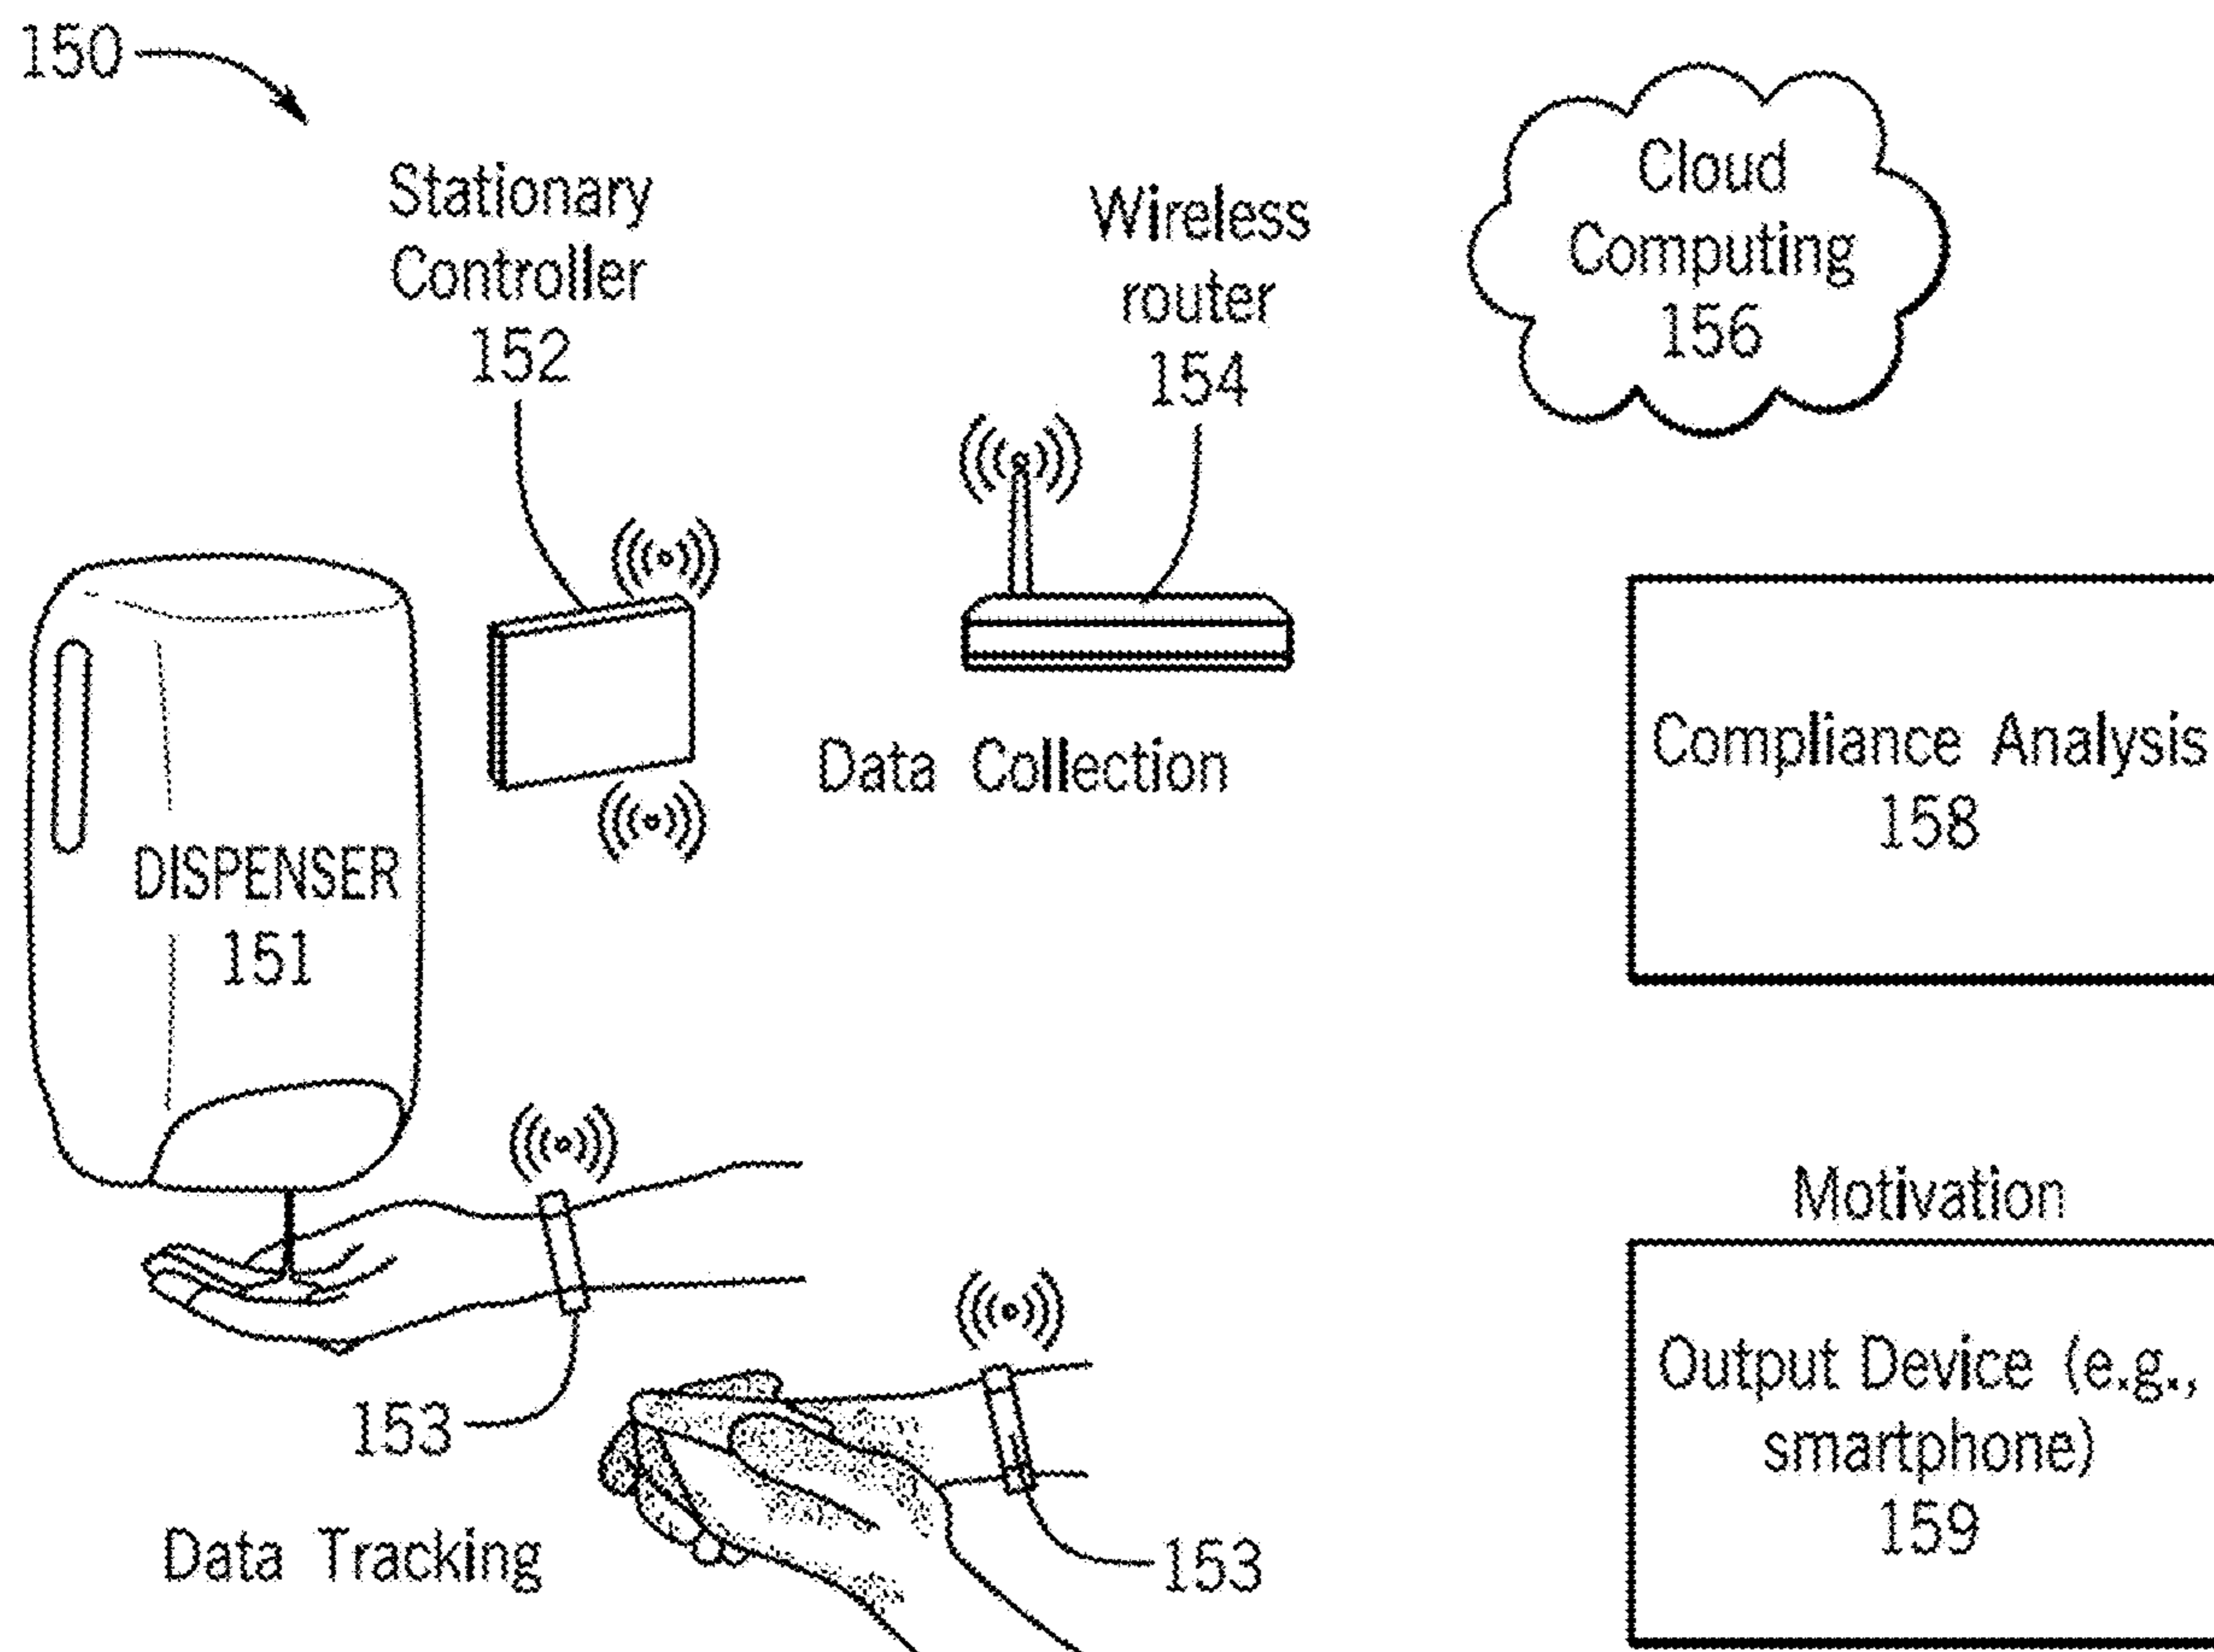 150
Stationary
Controller
152
Wireless
router
154
Cloud
Computing
156
Data Collection
Compliance Analysis
158
DISPENSER
151
Motivation
Output Device (e.g.,
smartphone)
159
153
Data Tracking
153